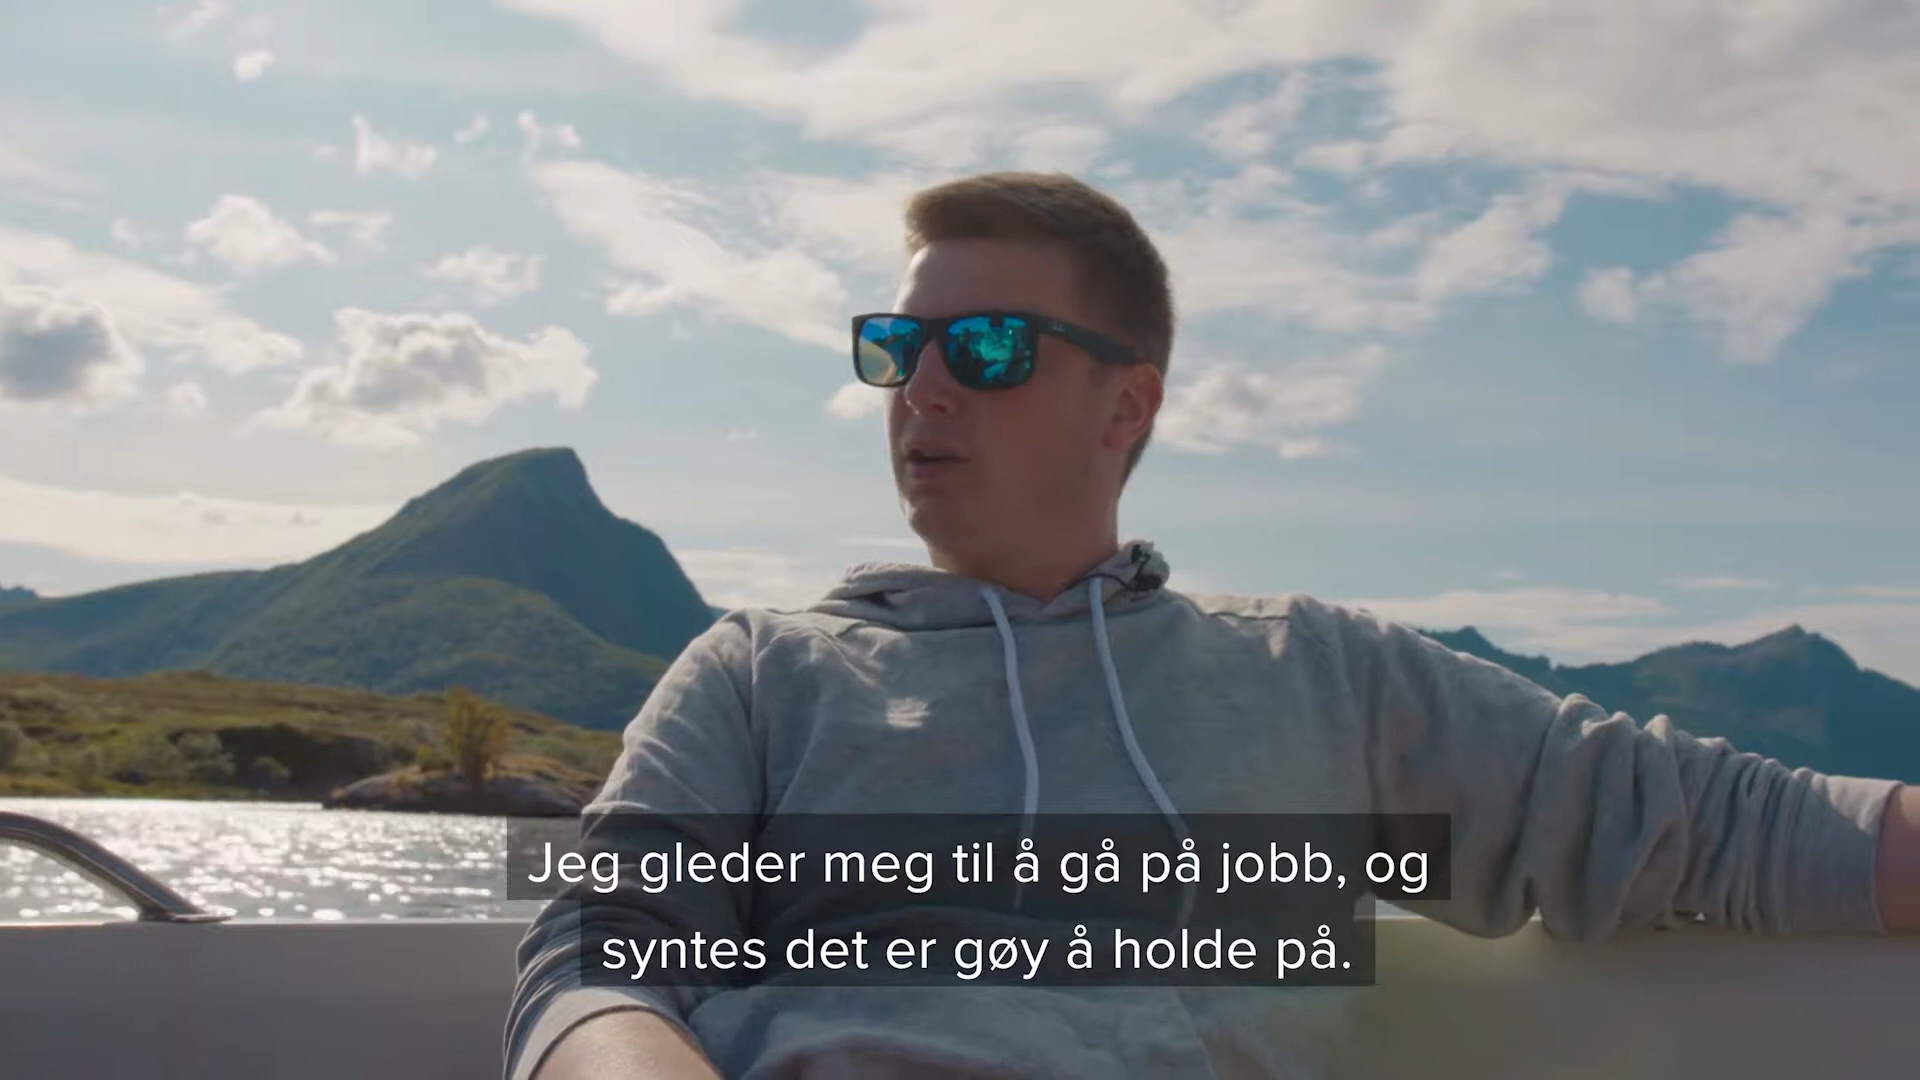 Jeg gleder meg til å gå på jobb, og
syntes det er gøy å holde på.